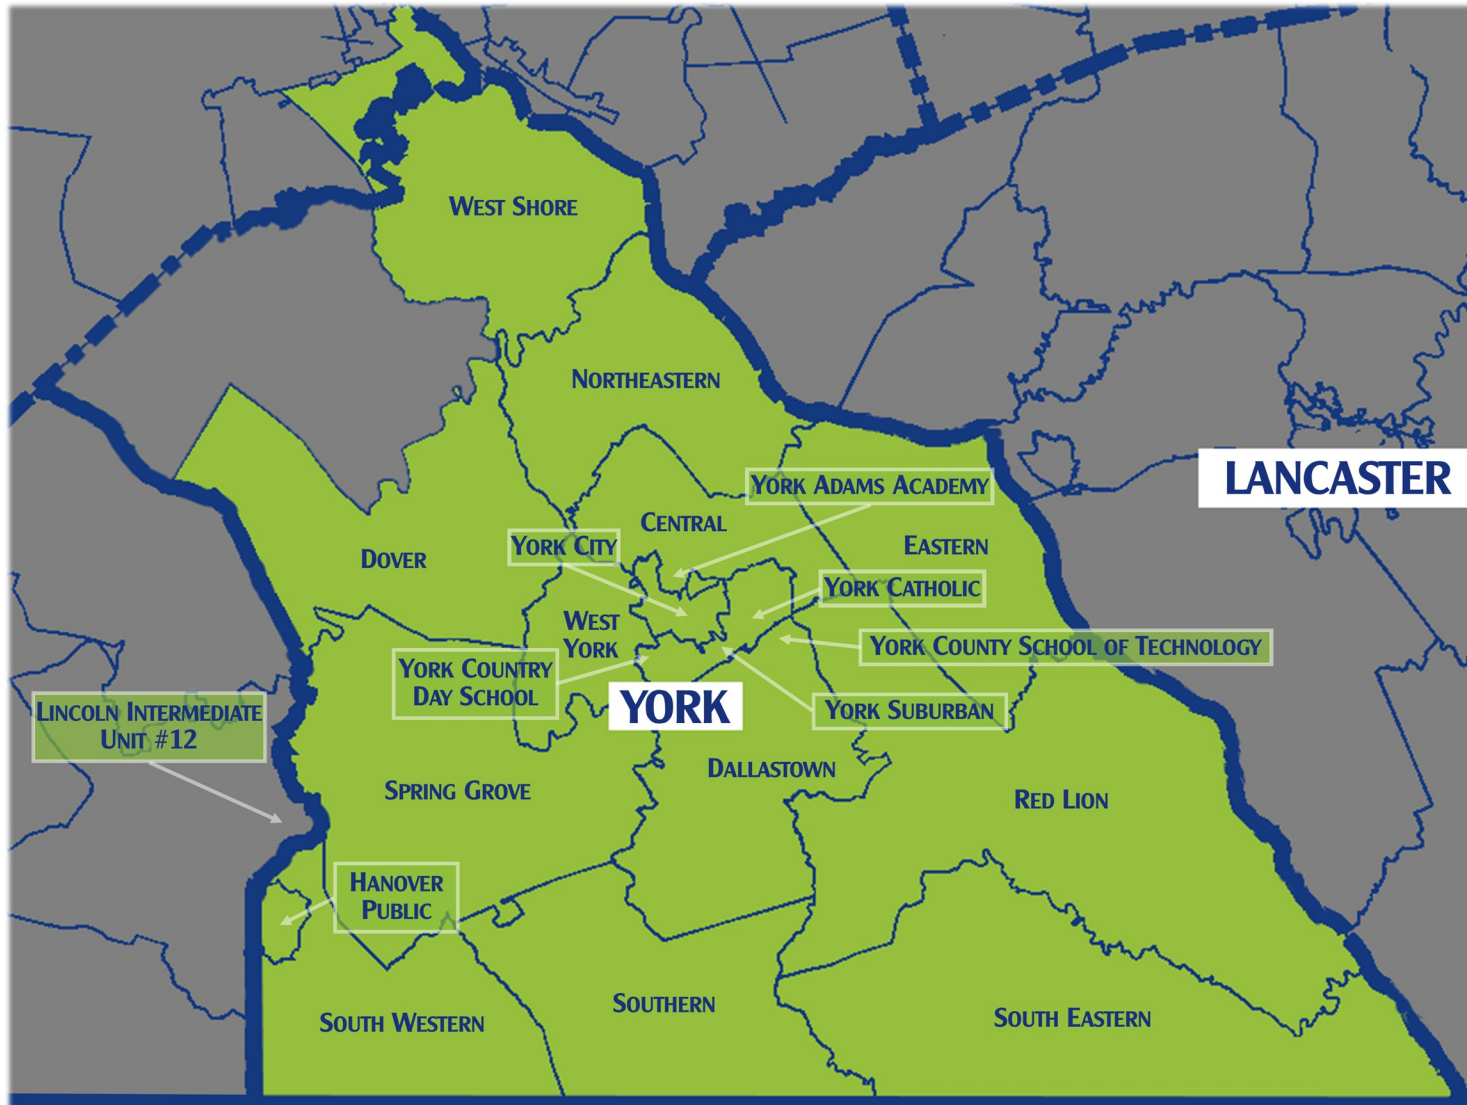 West Shore
Northeastern
York Adams Academy
LANCASTER
Central
York City
Eastern
Dover
York Catholic
West
York
York County School of Technology
York Country
Day School
YORK
York Suburban
Lincoln Intermediate
Unit #12
Dallastown
Spring Grove
Red Lion
Hanover
Public
Southern
South Western
South Eastern